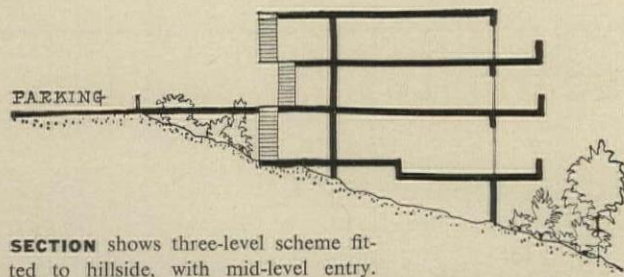 PARKING
SECTION shows three-level scheme fit-
ted to hillside, with mid-level entry.